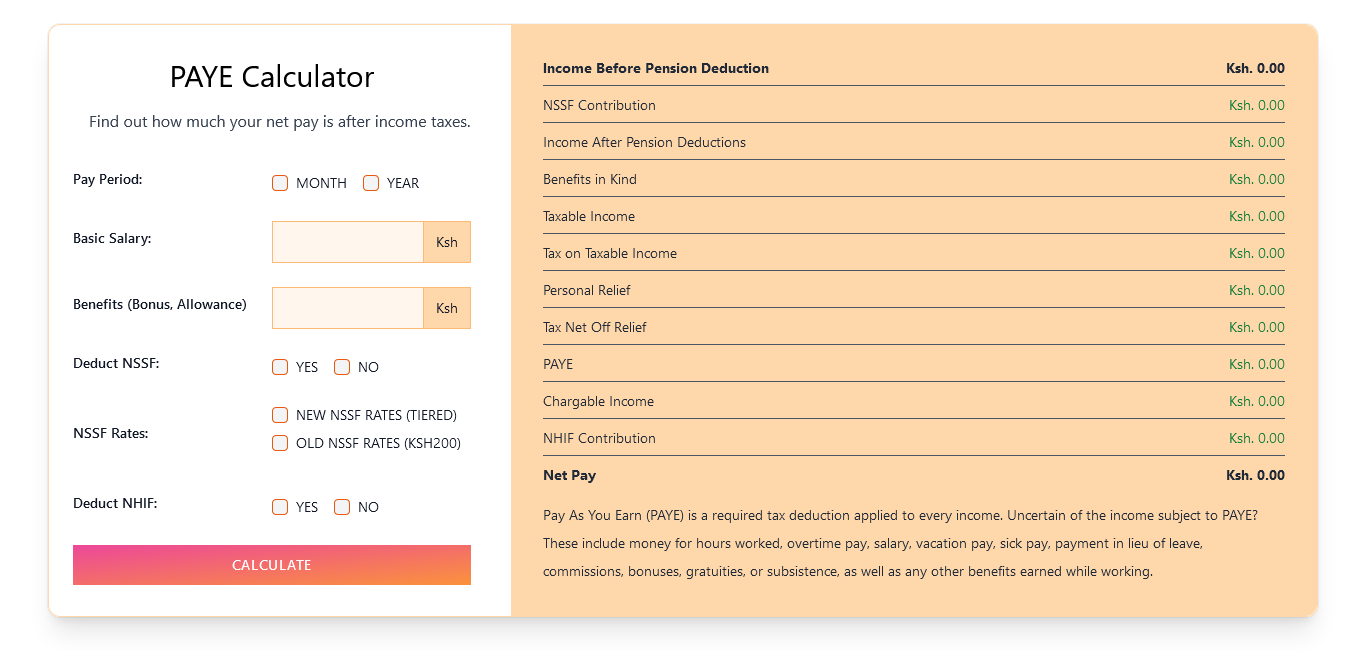 PAYE Calculator
Find out how much your net pay is after income taxes.
Pay Period:
MONTH YEAR
Basic Salary:
Ksh
Benefits (Bonus, Allowance)
Ksh
Deduct NSSF:
YES NO
NSSF Rates:
NEW NSSF RATES (TIERED)
OLD NSSF RATES (KSH200)
Deduct NHIF:
YES NO
CALCULATE
Income Before Pension Deduction Ksh. 0.00
NSSF Contribution Ksh. 0.00
Income After Pension Deductions Ksh. 0.00
Benefits in Kind Ksh. 0.00
Taxable Income Ksh. 0.00
Tax on Taxable Income Ksh. 0.00
Personal Relief Ksh. 0.00
Tax Net Off Relief Ksh. 0.00
PAYE Ksh. 0.00
Chargable Income Ksh. 0.00
NHIF Contribution Ksh. 0.00
Net Pay Ksh. 0.00
Pay As You Earn (PAYE) is a required tax deduction applied to every income. Uncertain of the income subject to PAYE?
These include money for hours worked, overtime pay, salary, vacation pay, sick pay, payment in lieu of leave,
commissions, bonuses, gratuities, or subsistence, as well as any other benefits earned while working.